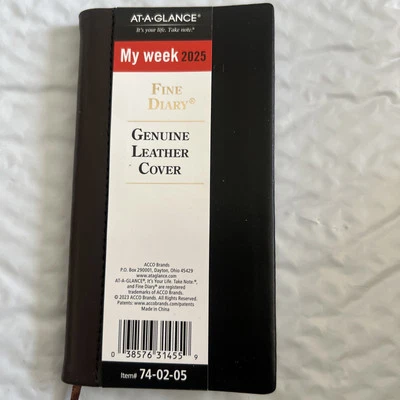 AT-A-GLANCE®
It's your life. Take note.®
My week 2025
FINE
DIARY®
GENUINE
LEATHER
COVER
ACCO Brands
P.O. Box 290001, Dayton, Ohio 45429
www.ataglance.com
AT-A-GLANCE®, It's Your Life. Take Note.®,
and Fine Diary® are registered
trademarks of ACCO Brands.
© 2023 ACCO Brands. All Rights Reserved.
Patents: www.accobrands.com/patents
Made in China
0 38576 31455 9
Item# 74-02-05